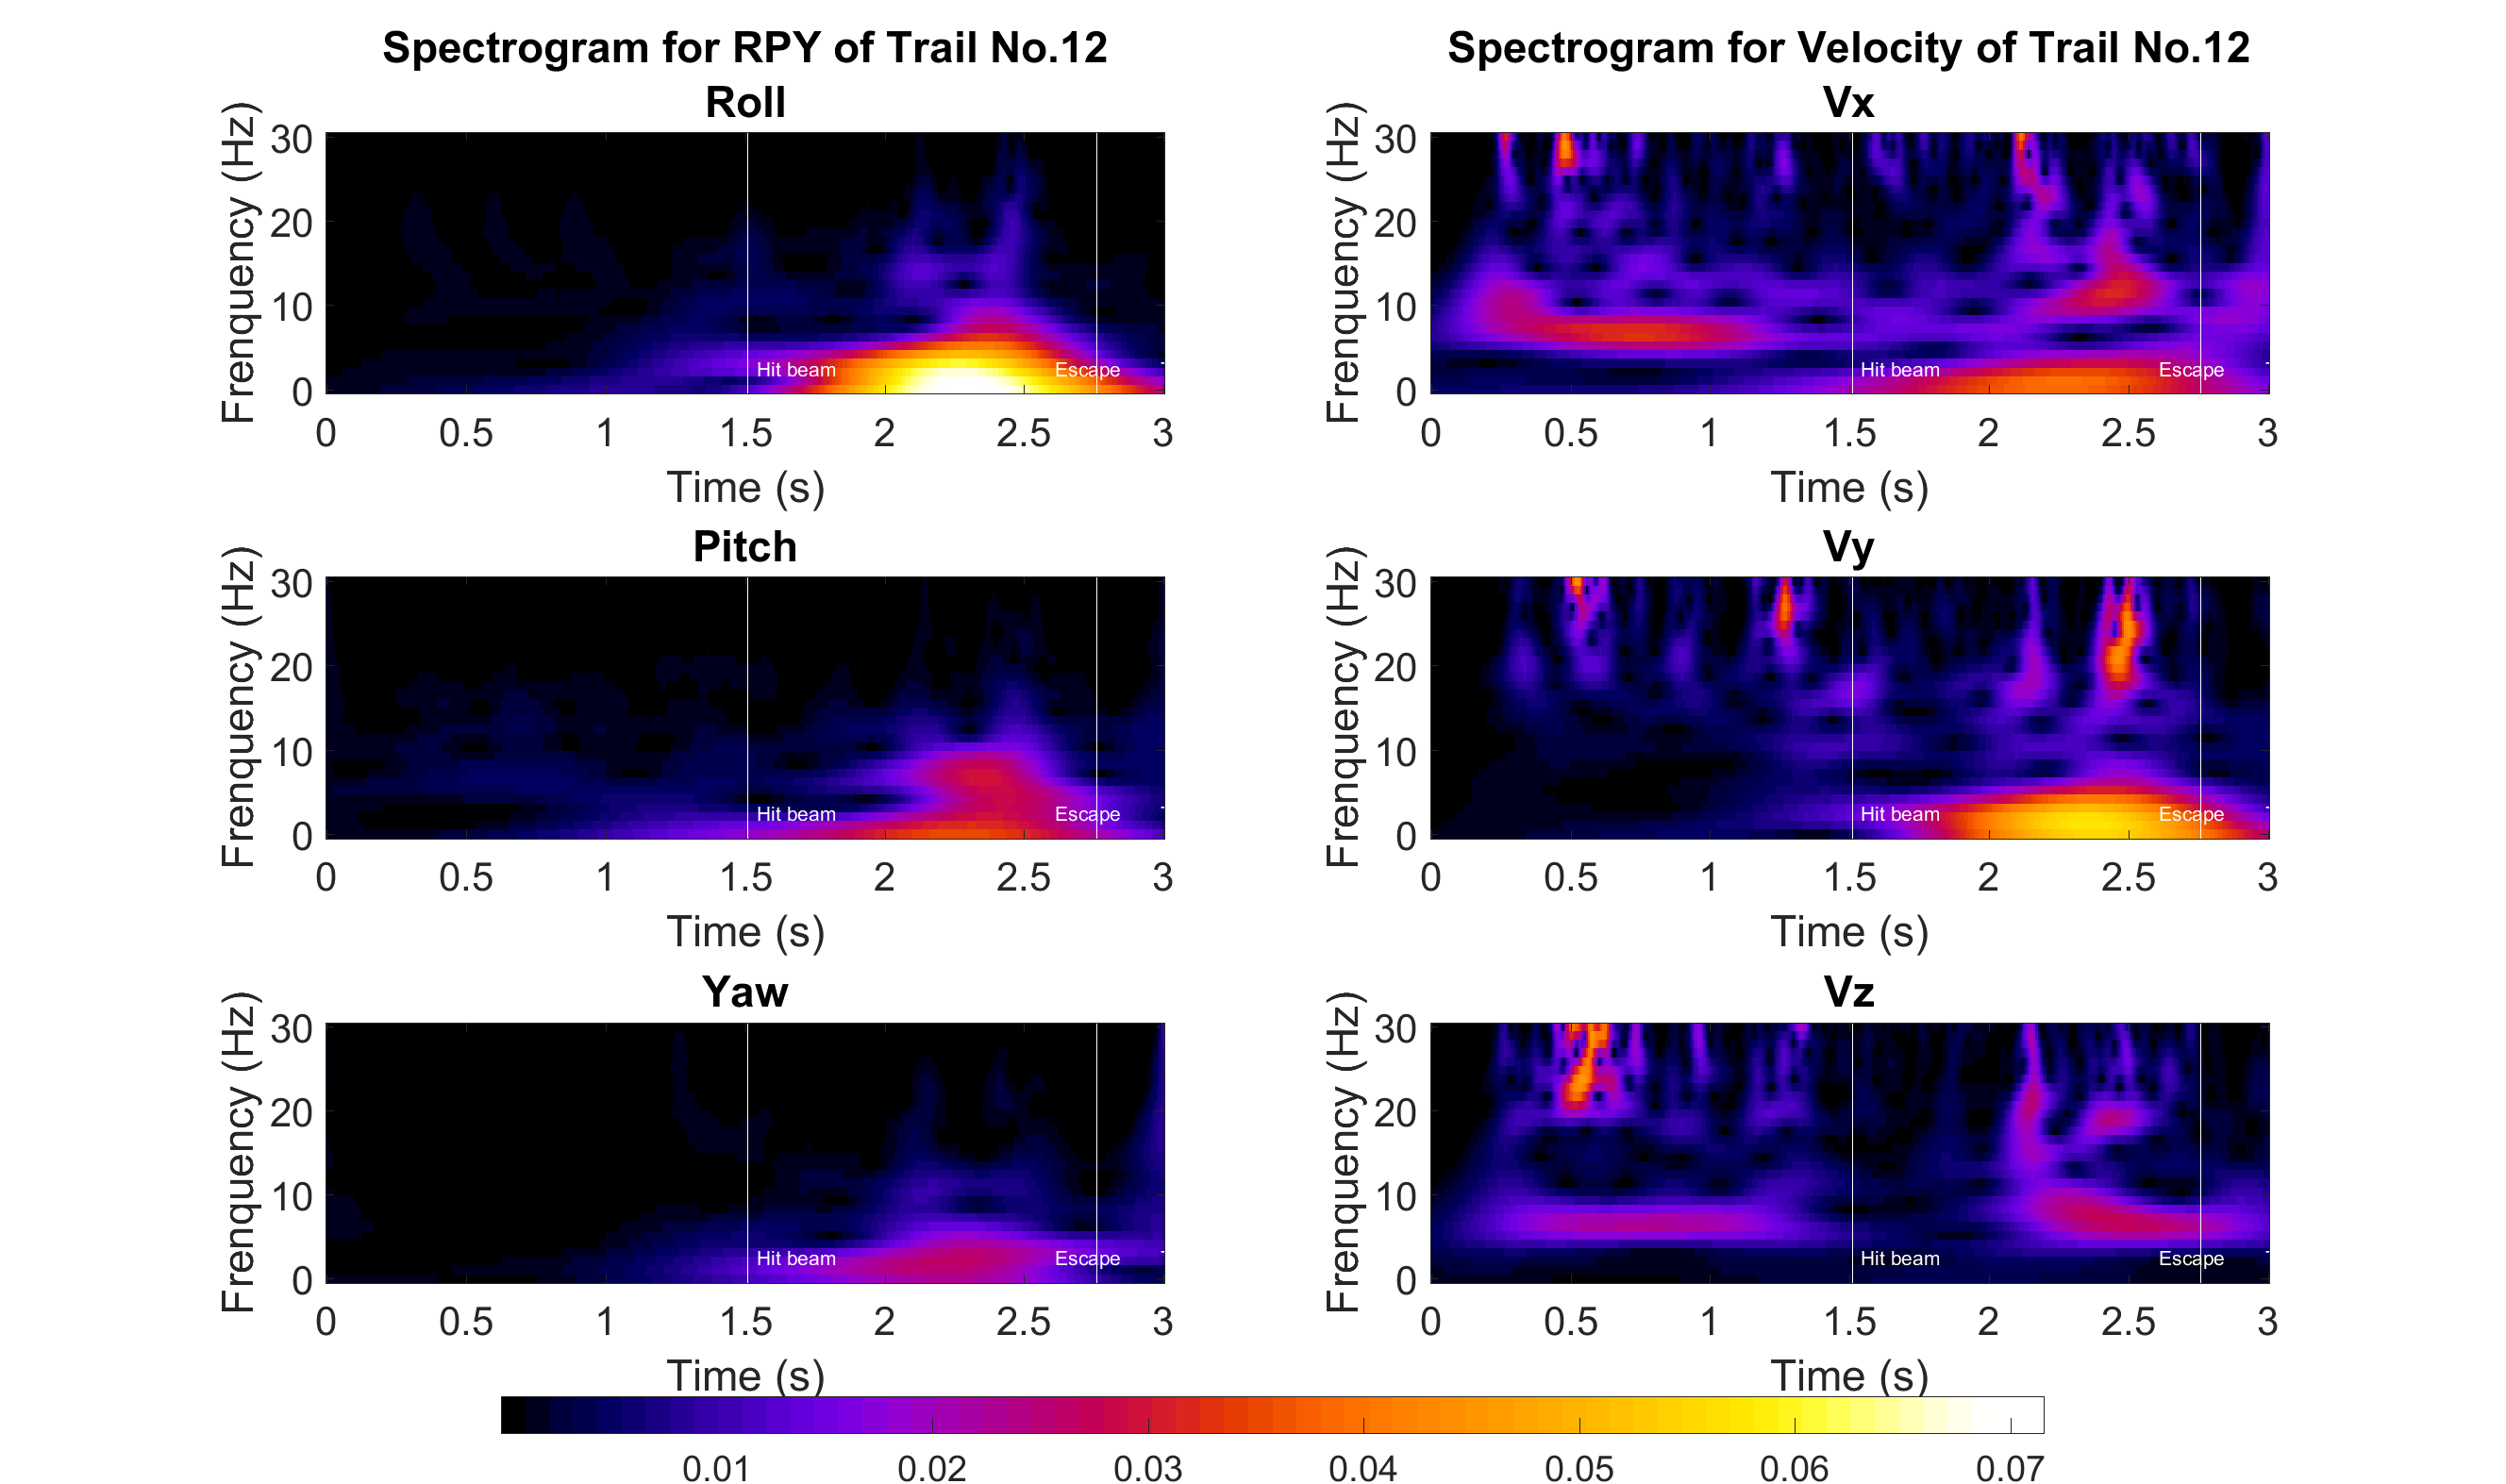 Spectrogram for RPY of Trail No.12
Roll
Frenquency (Hz)
30
20
10
0
Hit beam
Escape
0 0.5 1 1.5 2 2.5 3
Time (s)
Pitch
Frenquency (Hz)
30
20
10
0
Hit beam
Escape
0 0.5 1 1.5 2 2.5 3
Time (s)
Yaw
Frenquency (Hz)
30
20
10
0
Hit beam
Escape
0 0.5 1 1.5 2 2.5 3
Time (s)
Spectrogram for Velocity of Trail No.12
Vx
Frenquency (Hz)
30
20
10
0
Hit beam
Escape
0 0.5 1 1.5 2 2.5 3
Time (s)
Vy
Frenquency (Hz)
30
20
10
0
Hit beam
Escape
0 0.5 1 1.5 2 2.5 3
Time (s)
Vz
Frenquency (Hz)
30
20
10
0
Hit beam
Escape
0 0.5 1 1.5 2 2.5 3
Time (s)
0.01 0.02 0.03 0.04 0.05 0.06 0.07